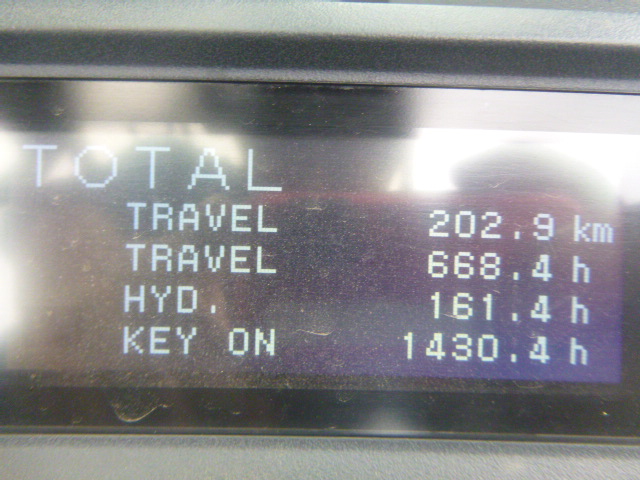 TOTAL
TRAVEL 202.9 km
TRAVEL 668.4 h
HYD. 161.4 h
KEY ON 1430.4 h